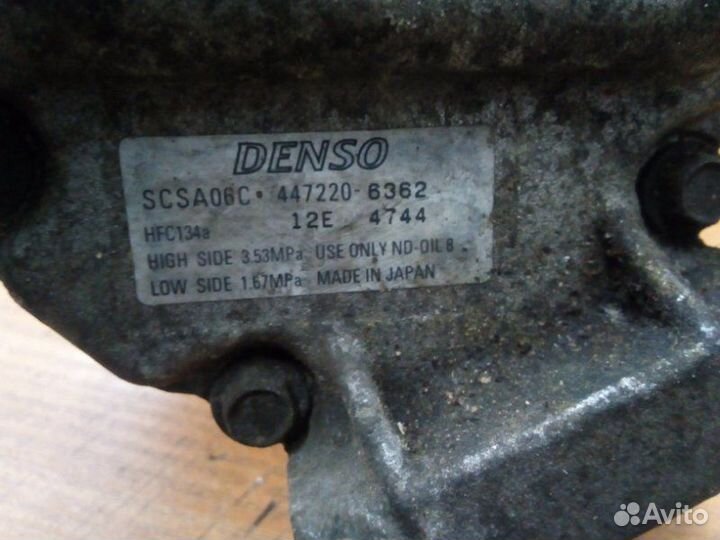 DENSO
SCSA06C • 447220-6362
12E 4744
HFC134a
HIGH SIDE 3.53MPa USE ONLY ND-OIL 8
LOW SIDE 1.67MPa MADE IN JAPAN
Avito